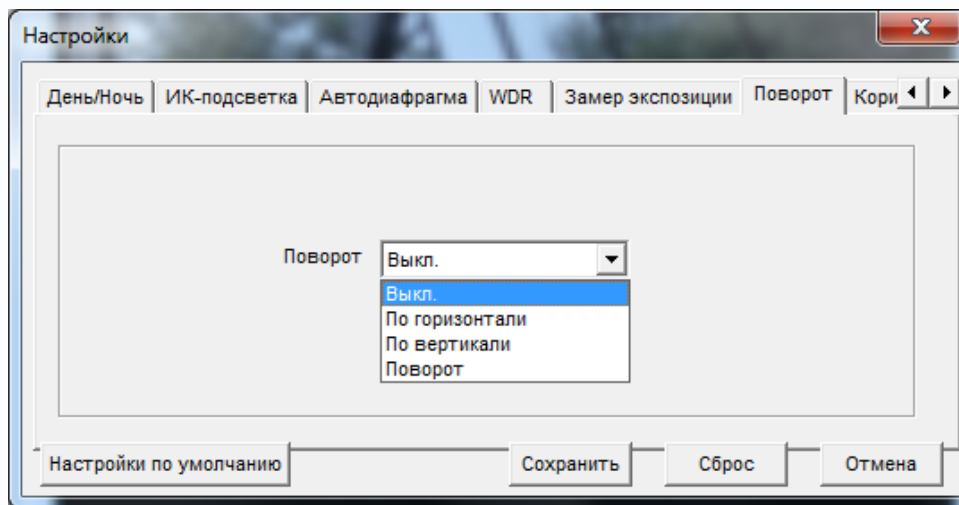 Настройки
День/Ночь ИК-подсветка Автодиафрагма WDR Замер экспозиции Поворот Кори
Поворот Выкл.
Выкл.
По горизонтали
По вертикали
Поворот
Настройки по умолчанию Сохранить Сброс Отмена